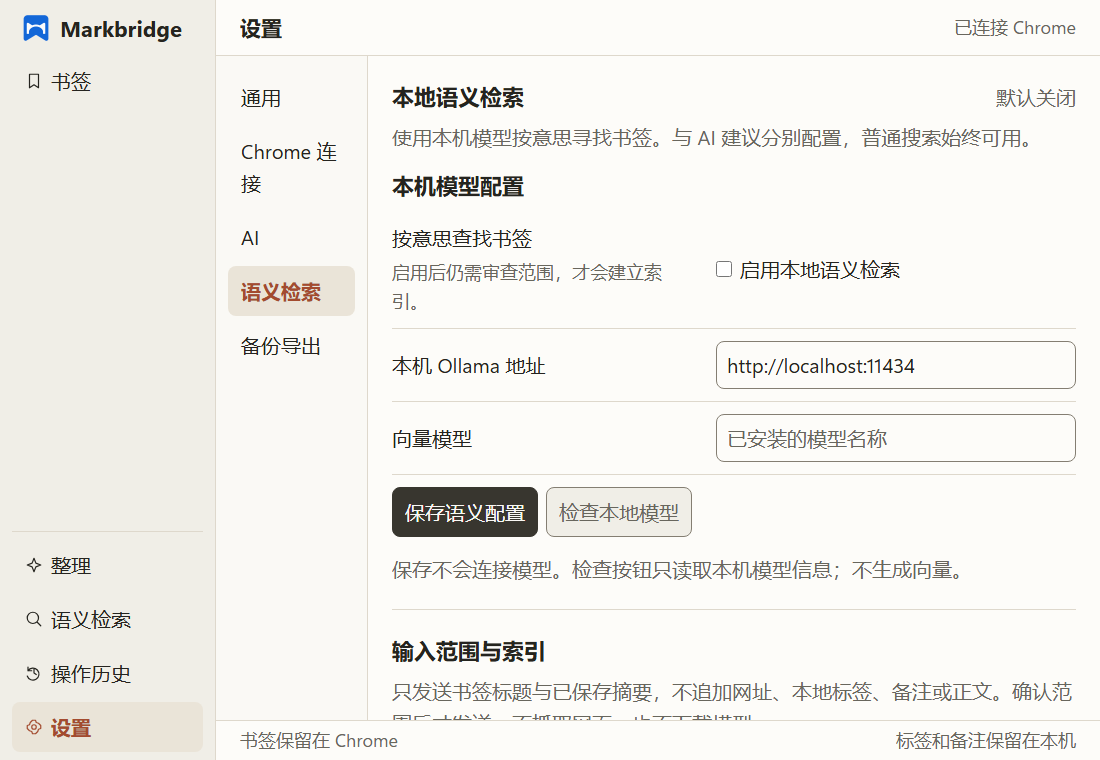 Markbridge
书签
整理
语义检索
操作历史
设置
设置
已连接 Chrome
通用
Chrome 连
接
AI
语义检索
备份导出
本地语义检索
默认关闭
使用本机模型按意思寻找书签。与 AI 建议分别配置，普通搜索始终可用。
本机模型配置
按意思查找书签
启用后仍需审查范围，才会建立索
引。
启用本地语义检索
本机 Ollama 地址
http://localhost:11434
向量模型
已安装的模型名称
保存语义配置
检查本地模型
保存不会连接模型。检查按钮只读取本机模型信息；不生成向量。
输入范围与索引
只发送书签标题与已保存摘要，不追加网址、本地标签、备注或正文。确认范
书签保留在 Chrome
标签和备注保留在本机